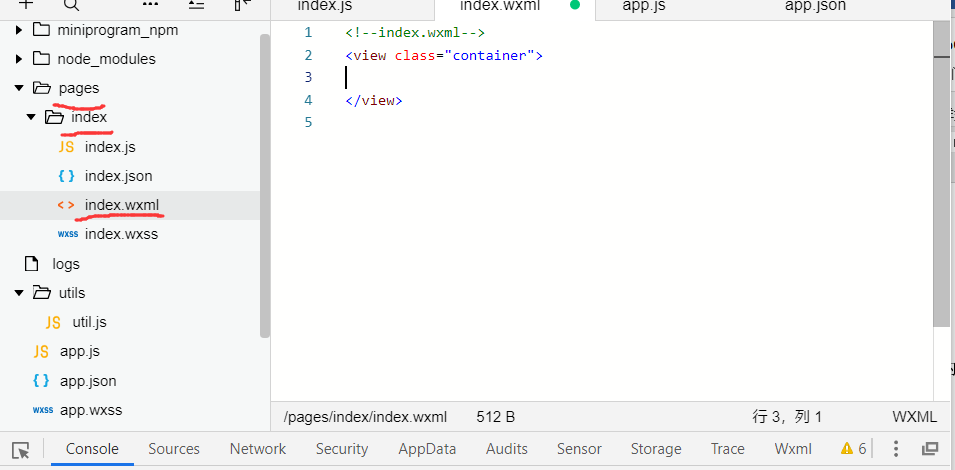 index.js index.wxml app.js app.json
miniprogram_npm
node_modules
pages
index
JS index.js
{ } index.json
<> index.wxml
WXSS index.wxss
logs
utils
JS util.js
JS app.js
{ } app.json
WXSS app.wxss
1 <!--index.wxml-->
2 <view class="container">
3
4 </view>
5
/pages/index/index.wxml 512 B 行 3，列 1 WXML
Console Sources Network Security AppData Audits Sensor Storage Trace Wxml 6